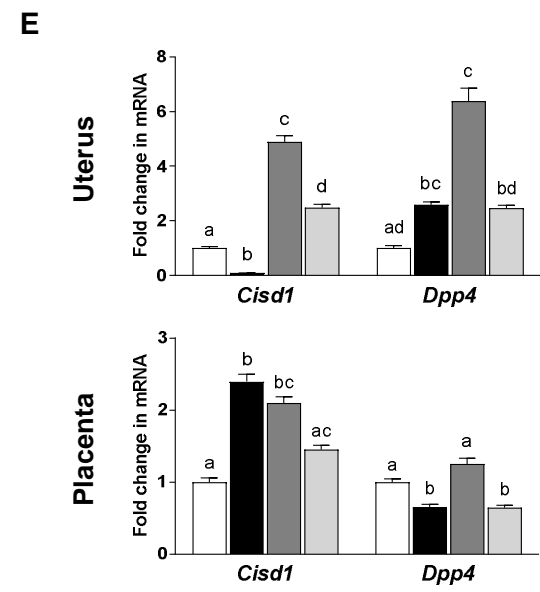 E
Uterus
Fold change in mRNA
8
6
4
2
0
a
b
c
d
ad
bc
c
bd
Cisd1
Dpp4
Placenta
Fold change in mRNA
3
2
1
0
a
b
bc
ac
a
b
a
b
Cisd1
Dpp4